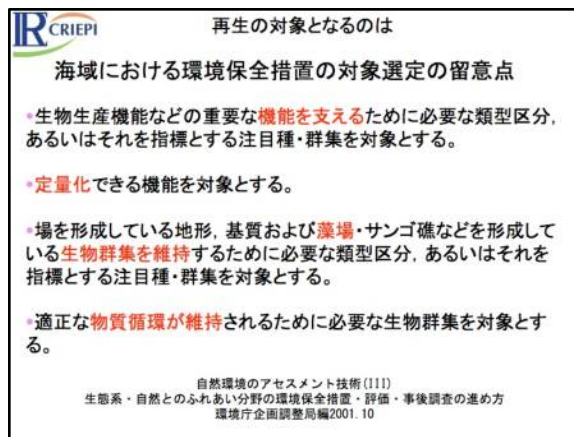 CRIEPI
再生の対象となるのは
海域における環境保全措置の対象選定の留意点
•生物生産機能などの重要な機能を支えるために必要な類型区分,
あるいはそれを指標とする注目種・群集を対象とする。
•定量化できる機能を対象とする。
•場を形成している地形, 基質および藻場・サンゴ礁などを形成して
いる生物群集を維持するために必要な類型区分, あるいはそれを
指標とする注目種・群集を対象とする。
•適正な物質循環が維持されるために必要な生物群集を対象とす
る。
自然環境のアセスメント技術(III)
生態系・自然とのふれあい分野の環境保全措置・評価・事後調査の進め方
環境庁企画調整局編2001.10